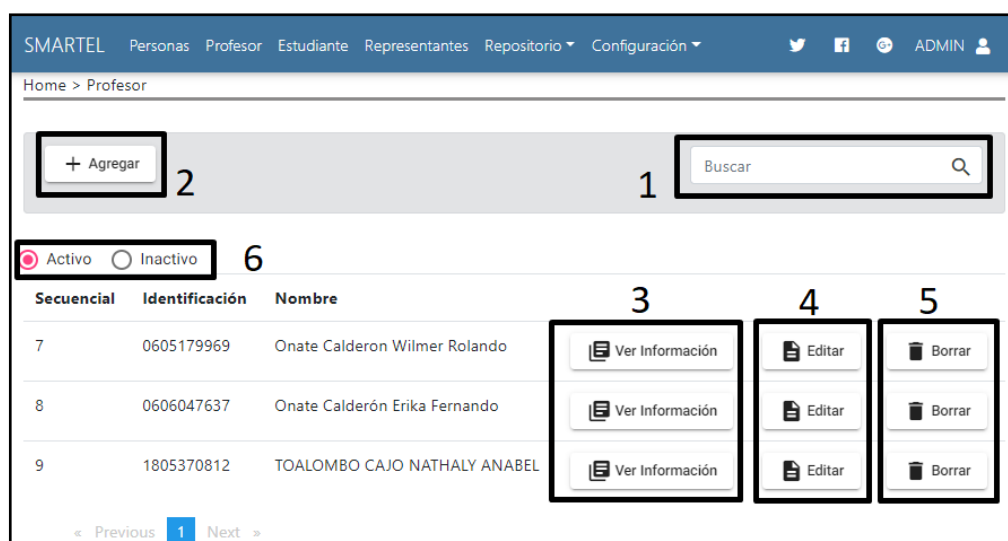 SMARTEL Personas Profesor Estudiante Representantes Repositorio Configuración ADMIN
Home > Profesor
+ Agregar
2
Buscar
1
Activo Inactivo
6
Secuencial Identificación Nombre
3 4 5
7 0605179969 Onate Calderon Wilmer Rolando Ver Información Editar Borrar
8 0606047637 Onate Calderón Erika Fernando Ver Información Editar Borrar
9 1805370812 TOALOMBO CAJO NATHALY ANABEL Ver Información Editar Borrar
« Previous 1 Next »